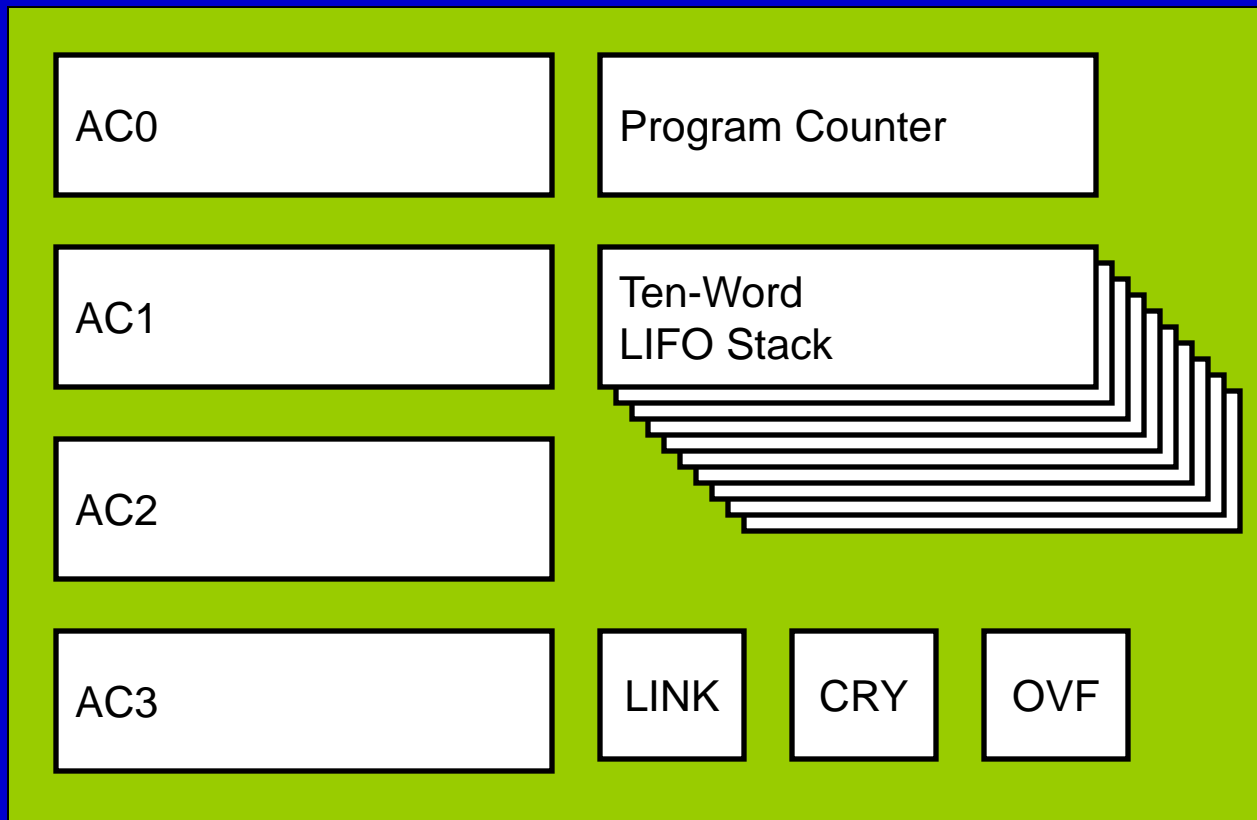 AC0
Program Counter
AC1
Ten-Word
LIFO Stack
AC2
AC3
LINK
CRY
OVF